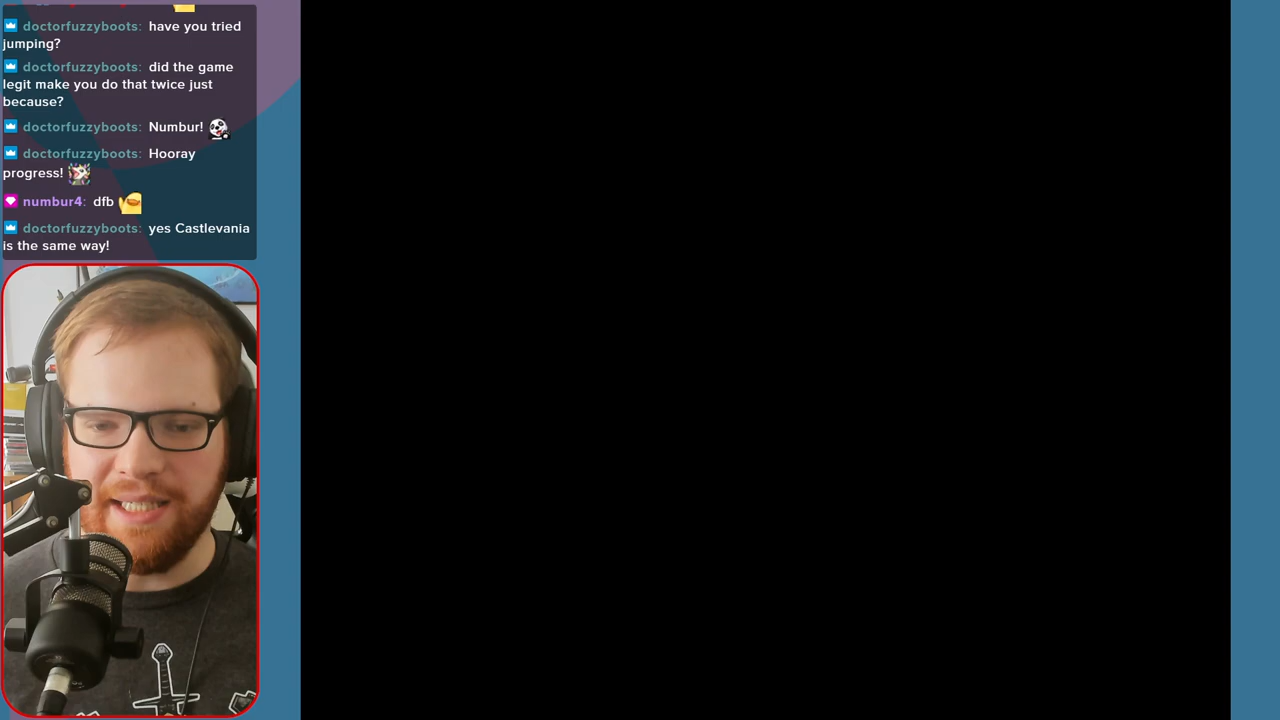 doctorfuzzyboots: have you tried
jumping?
doctorfuzzyboots: did the game
legit make you do that twice just
because?
doctorfuzzyboots: Numbur!
doctorfuzzyboots: Hooray
progress!
numbur4: dfb
doctorfuzzyboots: yes Castlevania
is the same way!